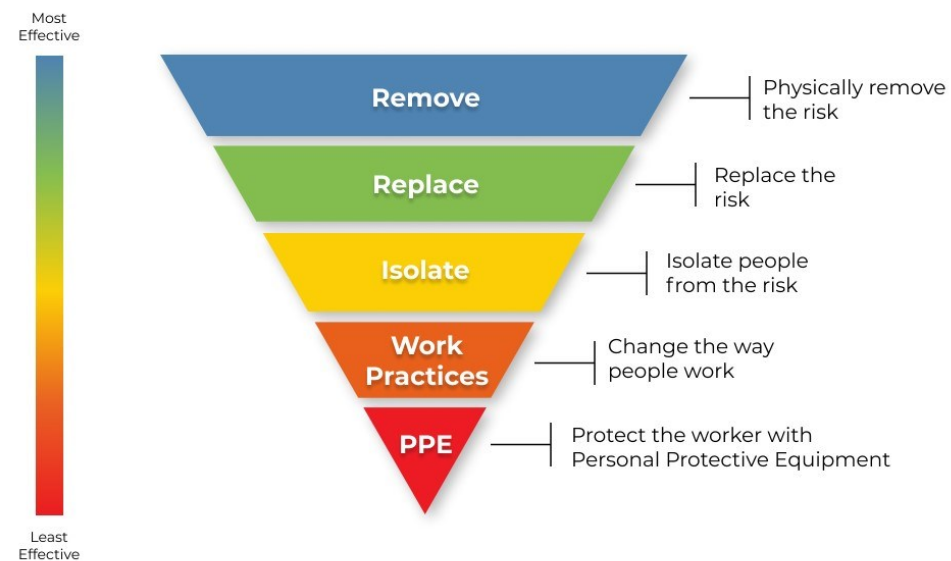 Most
Effective
Remove
Physically remove
the risk
Replace
Replace the
risk
Isolate
Isolate people
from the risk
Work
Practices
Change the way
people work
PPE
Protect the worker with
Personal Protective Equipment
Least
Effective